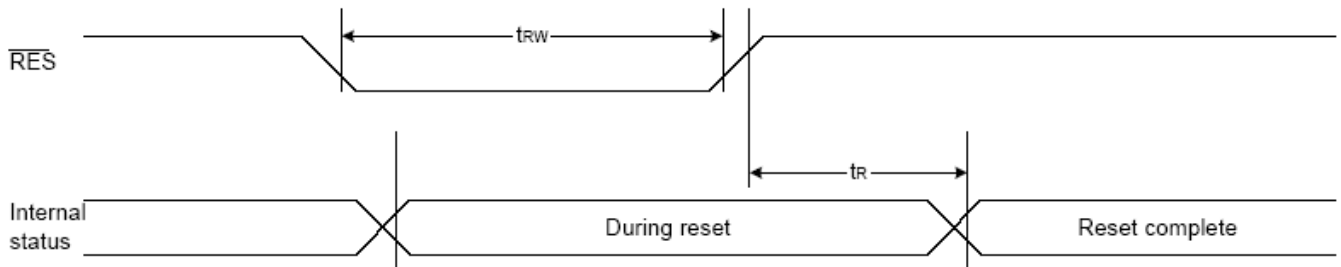 tRW
RES
tR
Internal
status
During reset
Reset complete